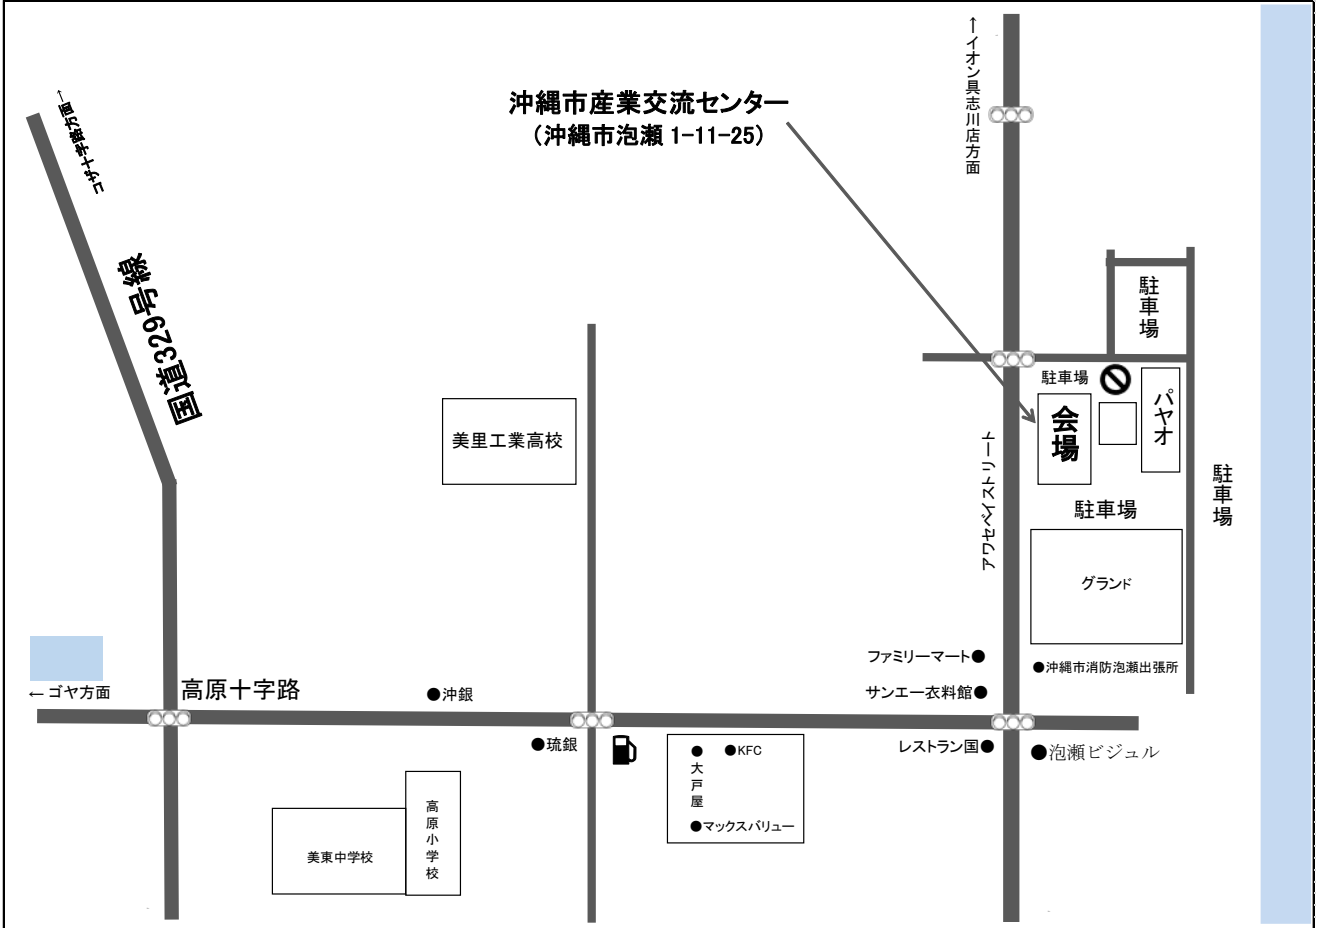 ↑イオン具志川店方面
コザ十字路方面→
沖縄市産業交流センター
（沖縄市泡瀬 1-11-25）
国道329号線
駐車場
駐車場
パヤオ
会場
美里工業高校
アワセベイストリート
駐車場
駐車場
グランド
ファミリーマート●
●沖縄市消防泡瀬出張所
←ゴヤ方面
高原十字路
●沖銀
サンエー衣料館●
●琉銀
●大戸屋
●KFC
レストラン国●
●泡瀬ビジュル
●マックスバリュー
高原小学校
美東中学校